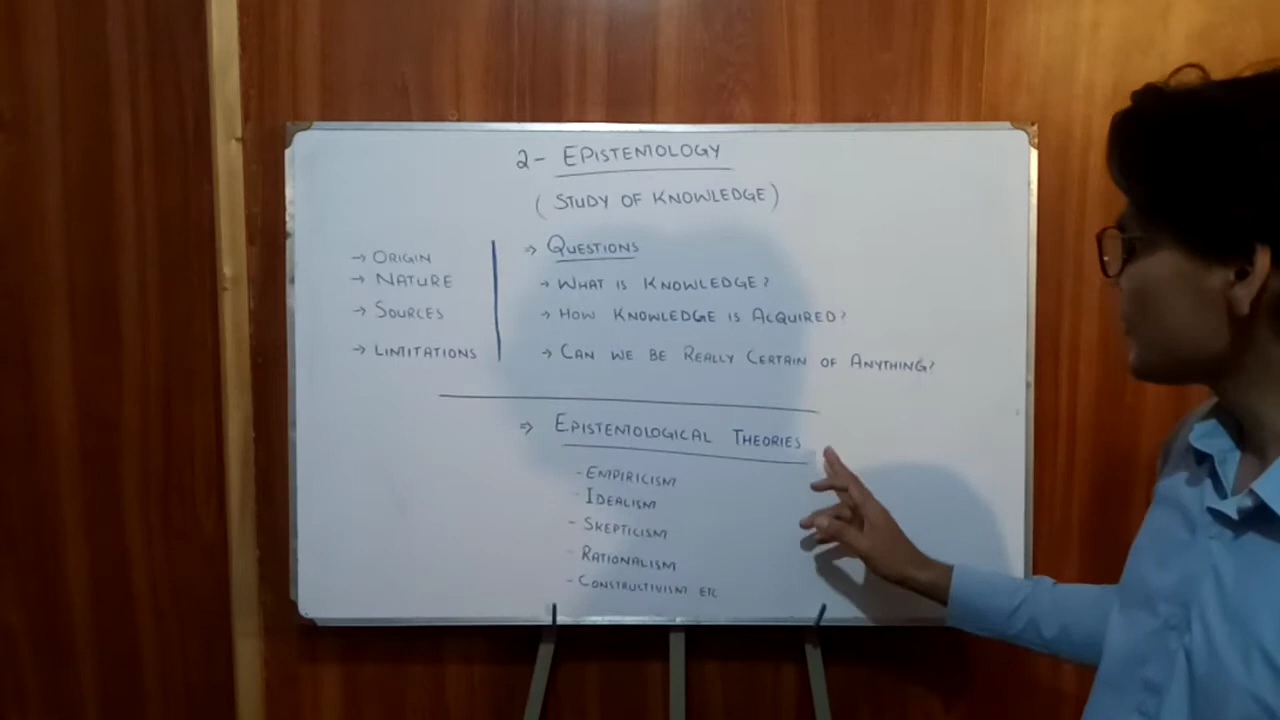 2- EPISTEMOLOGY
(STUDY OF KNOWLEDGE)
→ ORIGIN
→ NATURE
→ SOURCES
→ LIMITATIONS
⇒ QUESTIONS
→ WHAT IS KNOWLEDGE?
→ HOW KNOWLEDGE IS ACQUIRED?
→ CAN WE BE REALLY CERTAIN OF ANYTHING?
⇒ EPISTEMOLOGICAL THEORIES
- EMPIRICISM
- IDEALISM
- SKEPTICISM
- RATIONALISM
- CONSTRUCTIVISM ETC